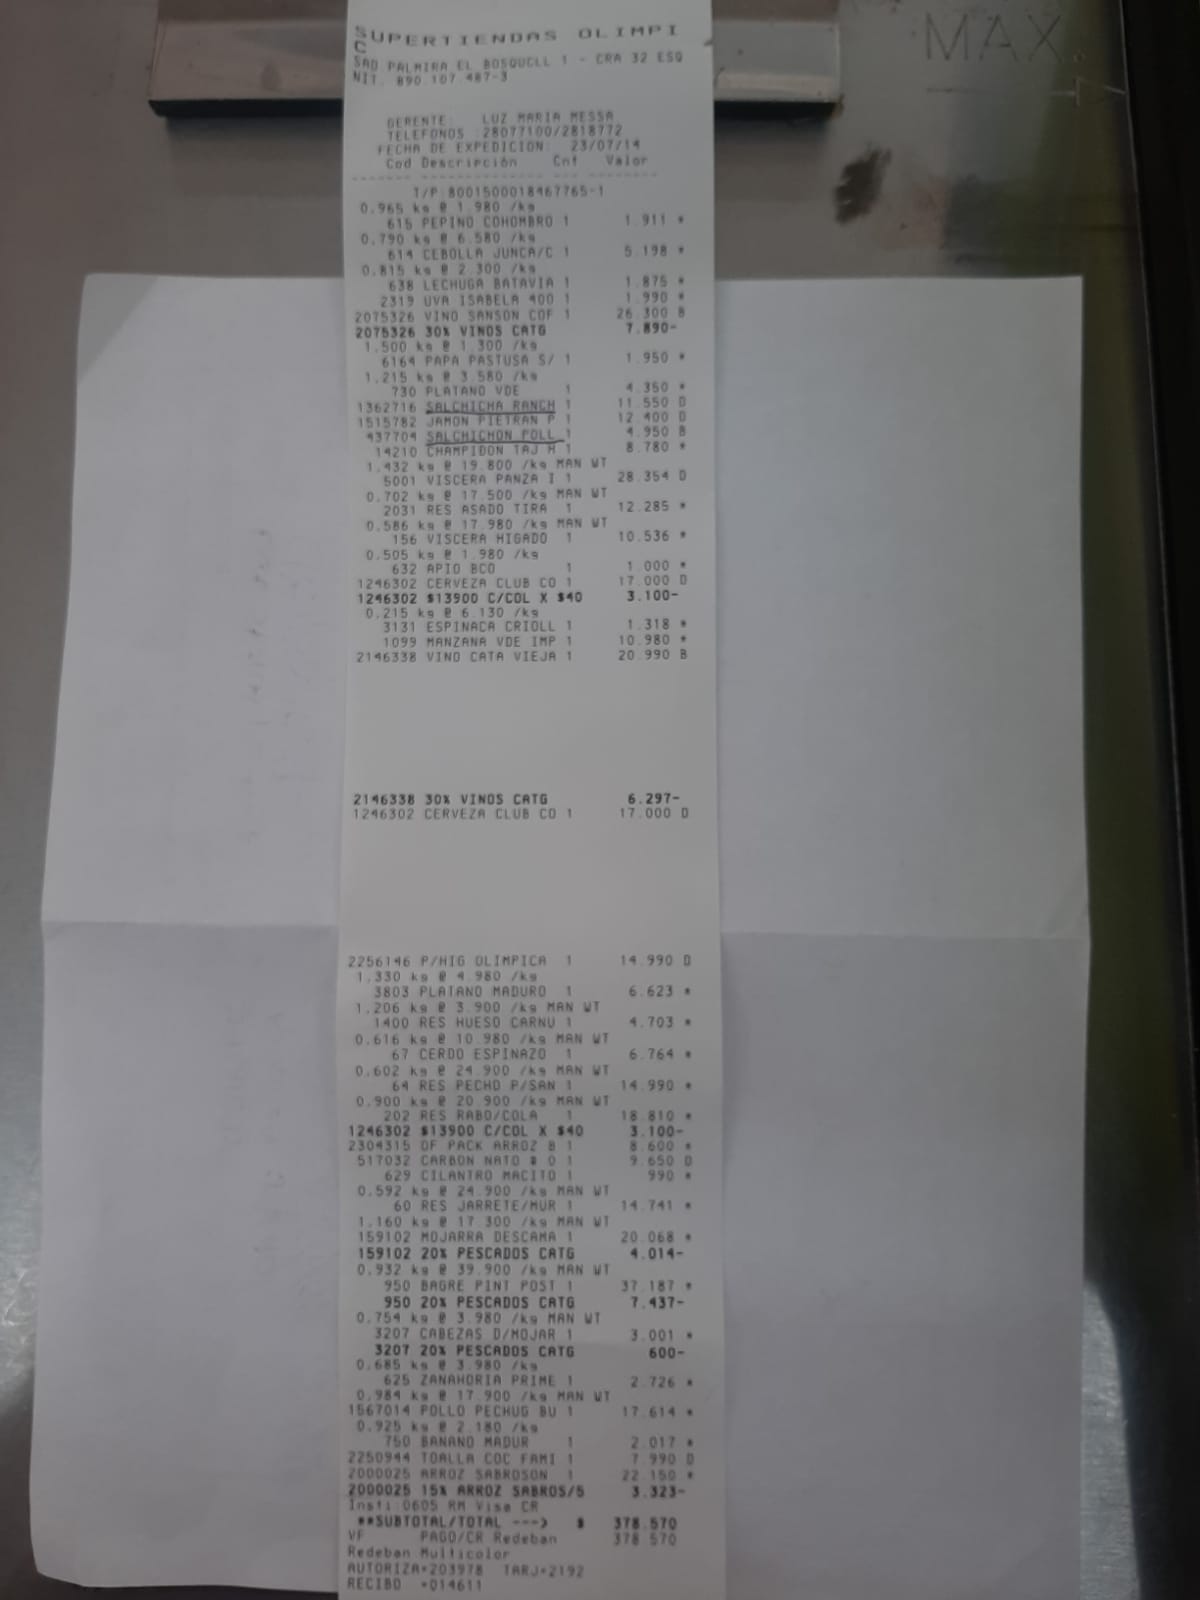 SUPERTIENDAS OLIMPI
C
SAO PALMIRA EL BOSQUCLL 1 - CRA 32 ESQ
NIT. 890.107.487-3
GERENTE: LUZ MARIA MESSA
TELEFONOS :28077100/2818772
FECHA DE EXPEDICION: 23/07/14
Cod Descripción Cnt Valor
------- -------------- --- --------
T/P 8001500018467765-1
0.965 kg @ 1.980 /kg
615 PEPINO COHOMBRO 1 1.911 *
0.790 kg @ 6.580 /kg
614 CEBOLLA JUNCA/C 1 5.198 *
0.815 kg @ 2.300 /kg
638 LECHUGA BATAVIA 1 1.875 *
2319 UVA ISABELA 400 1 1.990 *
2075326 VINO SANSON COF 1 26.300 B
2075326 30% VINOS CATG 7.890-
1.500 kg @ 1.300 /kg
6164 PAPA PASTUSA S/ 1 1.950 *
1.215 kg @ 3.580 /kg
730 PLATANO VDE 1 4.350 *
1362716 SALCHICHA RANCH 1 11.550 D
1515782 JAMON PIETRAN P 1 12.400 D
437704 SALCHICHON POLL 1 4.950 B
14210 CHAMPIDON TAJ H 1 8.780 *
1.432 kg @ 19.800 /kg MAN WT
5001 VISCERA PANZA I 1 28.354 D
0.702 kg @ 17.500 /kg MAN WT
2031 RES ASADO TIRA 1 12.285 *
0.586 kg @ 17.980 /kg MAN WT
156 VISCERA HIGADO 1 10.536 *
0.505 kg @ 1.980 /kg
632 APIO BCO 1 1.000 *
1246302 CERVEZA CLUB CO 1 17.000 D
1246302 $13900 C/COL X $40 3.100-
0.215 kg @ 6.130 /kg
3131 ESPINACA CRIOLL 1 1.318 *
1099 MANZANA VDE IMP 1 10.980 *
2146338 VINO CATA VIEJA 1 20.990 B
2146338 30% VINOS CATG 6.297-
1246302 CERVEZA CLUB CO 1 17.000 D
2256146 P/HIG OLIMPICA 1 14.990 D
1.330 kg @ 4.980 /kg
3803 PLATANO MADURO 1 6.623 *
1.206 kg @ 3.900 /kg MAN WT
1400 RES HUESO CARNU 1 4.703 *
0.616 kg @ 10.980 /kg MAN WT
67 CERDO ESPINAZO 1 6.764 *
0.602 kg @ 24.900 /kg MAN WT
64 RES PECHO P/SAN 1 14.990 *
0.900 kg @ 20.900 /kg MAN WT
202 RES RABO/COLA 1 18.810 *
1246302 $13900 C/COL X $40 3.100-
2304315 OF PACK ARROZ B 1 8.600 *
517032 CARBON NATO # O 1 9.650 D
629 CILANTRO MACITO 1 990 *
0.592 kg @ 24.900 /kg MAN WT
60 RES JARRETE/MUR 1 14.741 *
1.160 kg @ 17.300 /kg MAN WT
159102 MOJARRA DESCAMA 1 20.068 *
159102 20% PESCADOS CATG 4.014-
0.932 kg @ 39.900 /kg MAN WT
950 BAGRE PINT POST 1 37.187 *
950 20% PESCADOS CATG 7.437-
0.754 kg @ 3.980 /kg MAN WT
3207 CABEZAS D/MOJAR 1 3.001 *
3207 20% PESCADOS CATG 600-
0.685 kg @ 3.980 /kg
625 ZANAHORIA PRIME 1 2.726 *
0.984 kg @ 17.900 /kg MAN WT
1567014 POLLO PECHUG BU 1 17.614 *
0.925 kg @ 2.180 /kg
750 BANANO MADUR 1 2.017 *
2250944 TOALLA COC FAMI 1 7.990 D
2000025 ARROZ SABROSON 1 22.150 *
2000025 15% ARROZ SABROS/5 3.323-
Insti:0605 RM Visa CR
**SUBTOTAL/TOTAL ---> $ 378.570
VF PAGO/CR Redeban 378.570
Redeban Multicolor
AUTORIZA=203978 TARJ=2192
RECIBO =014611
MAX.